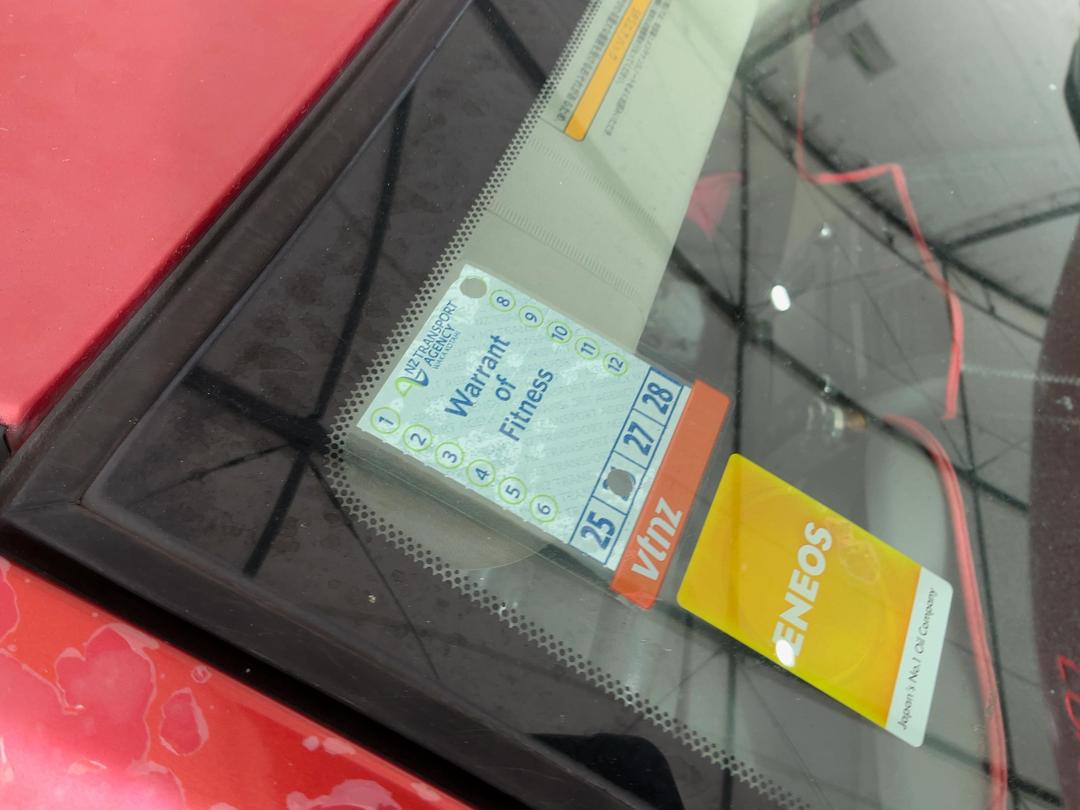 NZ TRANSPORT
AGENCY
WAKA KOTAHI
Warrant
of
Fitness
1
2
3
4
5
6
8
9
10
11
12
25
27
28
vtnz
ENEOS
Japan's No.1 Oil Company